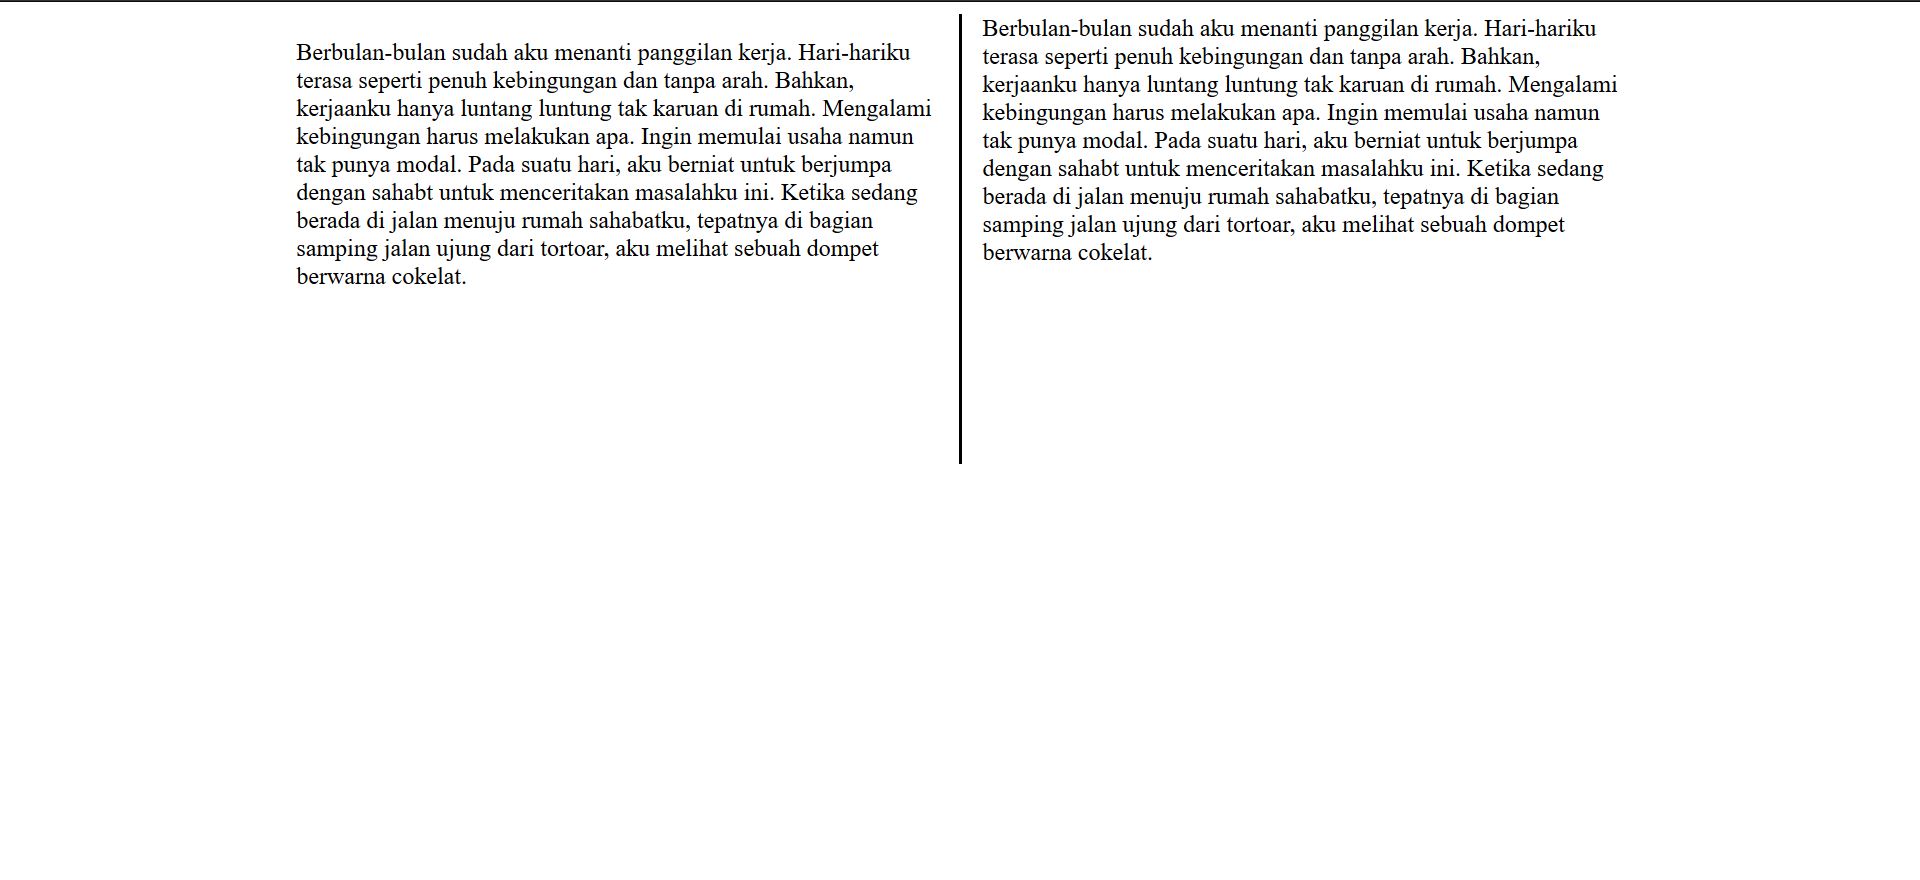 Berbulan-bulan sudah aku menanti panggilan kerja. Hari-hariku
terasa seperti penuh kebingungan dan tanpa arah. Bahkan,
kerjaanku hanya luntang luntung tak karuan di rumah. Mengalami
kebingungan harus melakukan apa. Ingin memulai usaha namun
tak punya modal. Pada suatu hari, aku berniat untuk berjumpa
dengan sahabt untuk menceritakan masalahku ini. Ketika sedang
berada di jalan menuju rumah sahabatku, tepatnya di bagian
samping jalan ujung dari tortoar, aku melihat sebuah dompet
berwarna cokelat.
Berbulan-bulan sudah aku menanti panggilan kerja. Hari-hariku
terasa seperti penuh kebingungan dan tanpa arah. Bahkan,
kerjaanku hanya luntang luntung tak karuan di rumah. Mengalami
kebingungan harus melakukan apa. Ingin memulai usaha namun
tak punya modal. Pada suatu hari, aku berniat untuk berjumpa
dengan sahabt untuk menceritakan masalahku ini. Ketika sedang
berada di jalan menuju rumah sahabatku, tepatnya di bagian
samping jalan ujung dari tortoar, aku melihat sebuah dompet
berwarna cokelat.